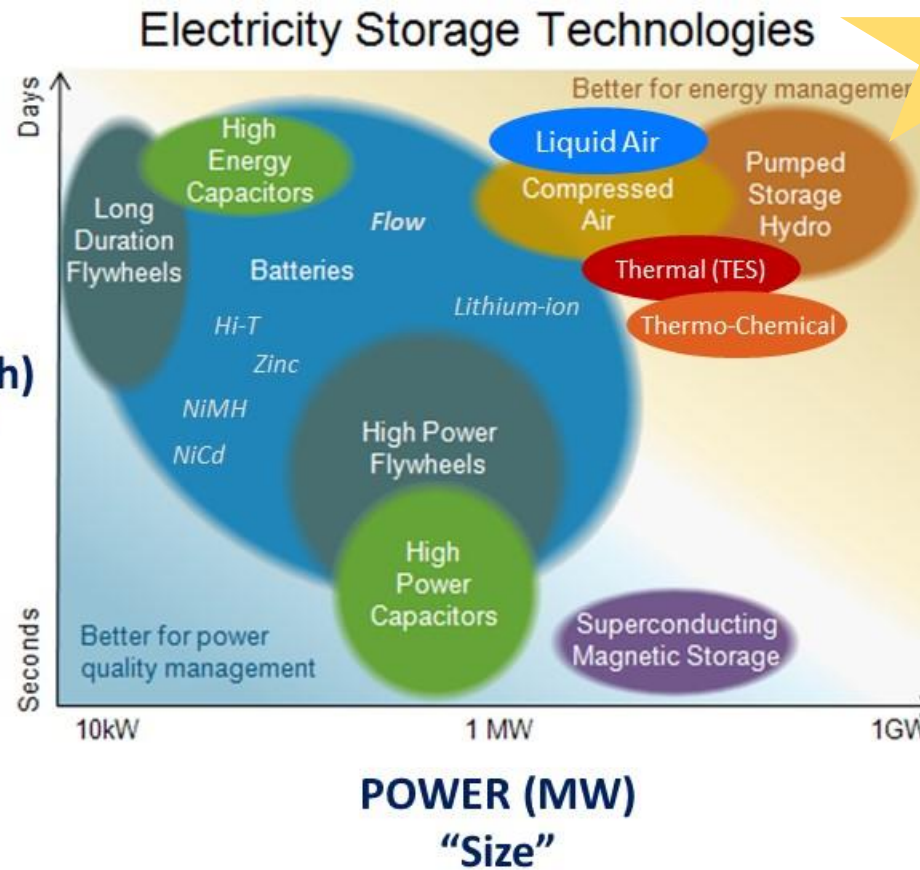 Electricity Storage Technologies
Days
Better for energy managemen
High
Energy
Capacitors
Liquid Air
Pumped
Storage
Hydro
Compressed
Air
Long
Duration
Flywheels
Flow
Batteries
Thermal (TES)
Lithium-ion
Hi-T
Thermo-Chemical
Zinc
h)
NiMH
NiCd
High Power
Flywheels
High
Power
Capacitors
Superconducting
Magnetic Storage
Better for power
quality management
Seconds
10kW
1 MW
1GW
POWER (MW)
“Size”